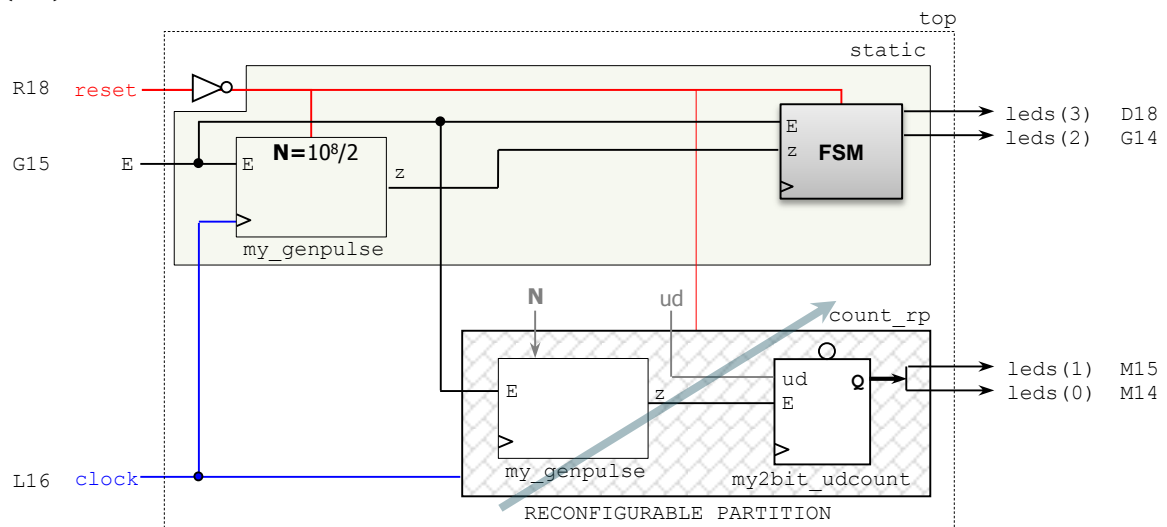 top
static
R18 reset
E
leds(3) D18
N=10⁸/2
z
FSM
leds(2) G14
G15 E
E
z
my_genpulse
N
ud
count_rp
leds(1) M15
ud
Q
E
z
E
leds(0) M14
my_genpulse
my2bit_udcount
L16 clock
RECONFIGURABLE PARTITION